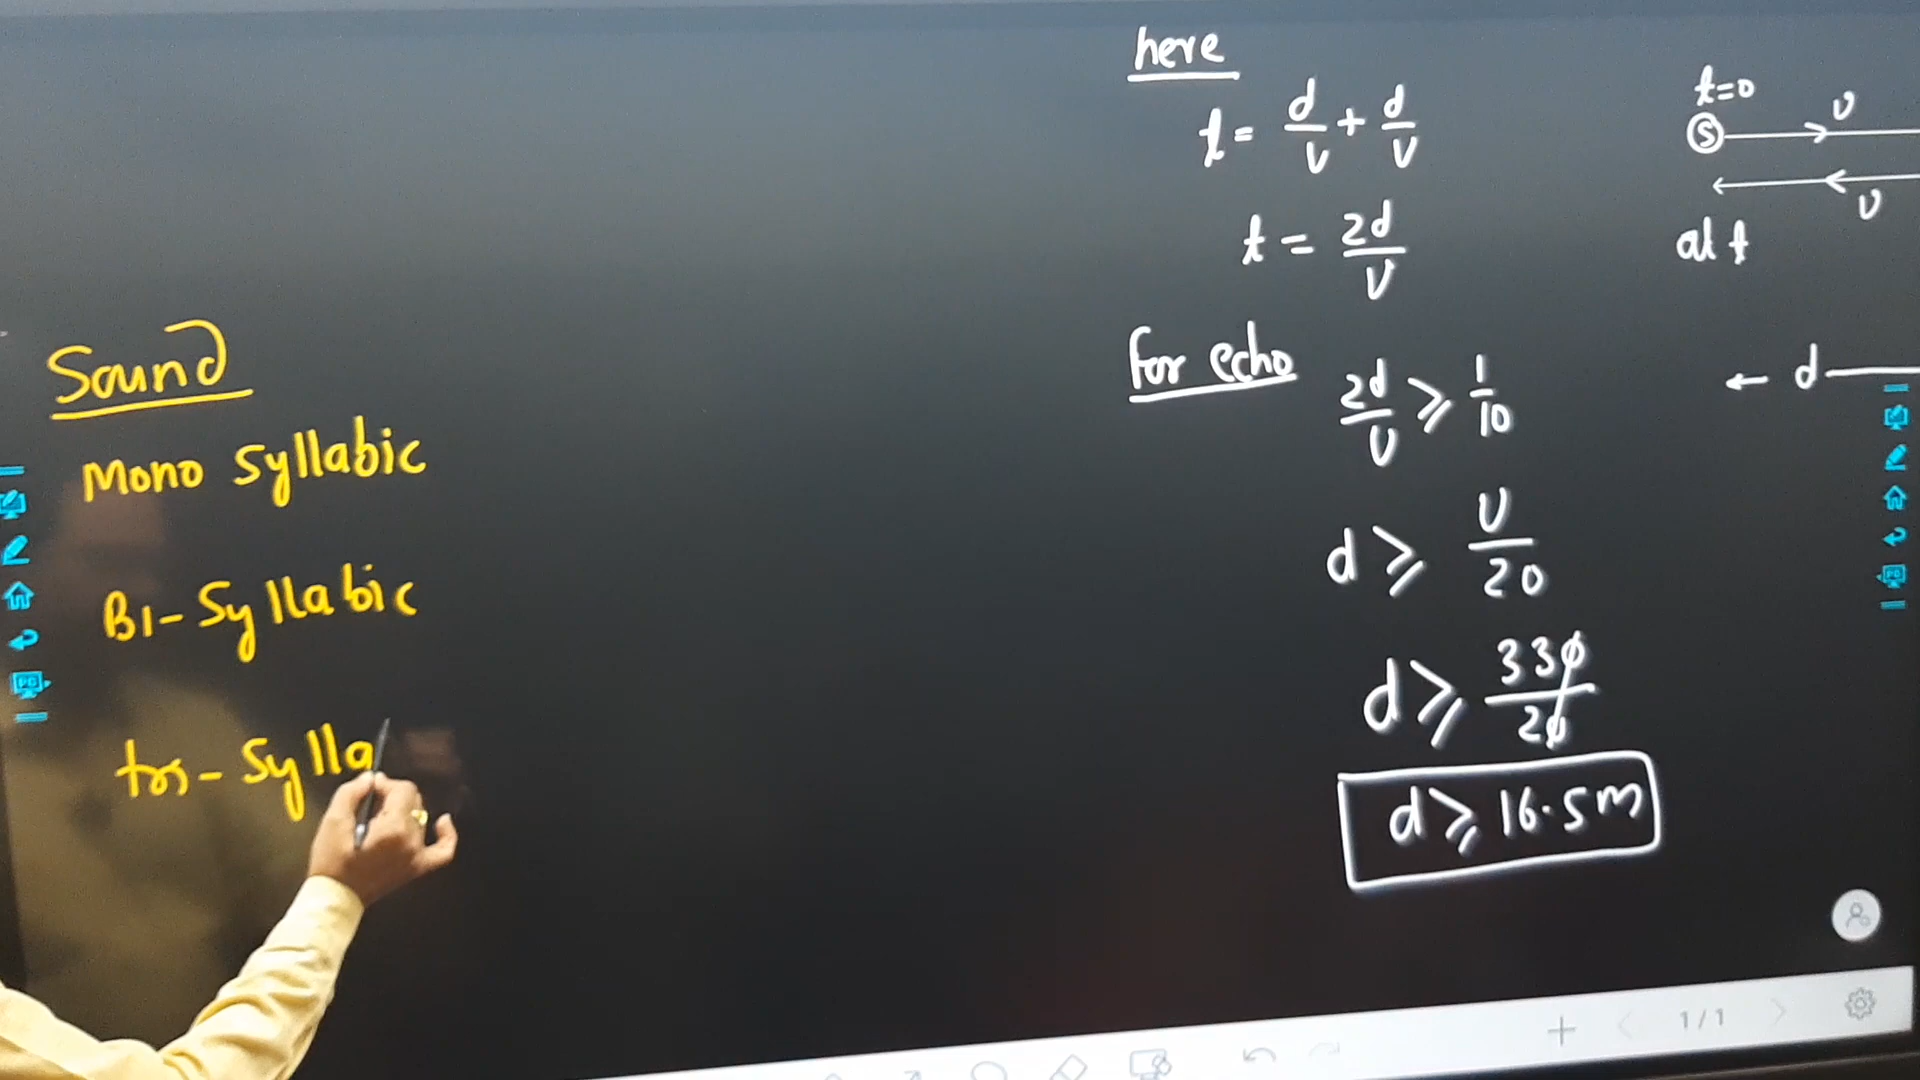 Sound
Mono Syllabic
Bi-Syllabic
tri-Sylla
here
t = d/v + d/v
t = 2d/v
For echo
2d/v ⩾ 1/10
d ⩾ v/20
d ⩾ 330/20
d ⩾ 16.5m
t=0
S
v
v
at t
← d
1/1